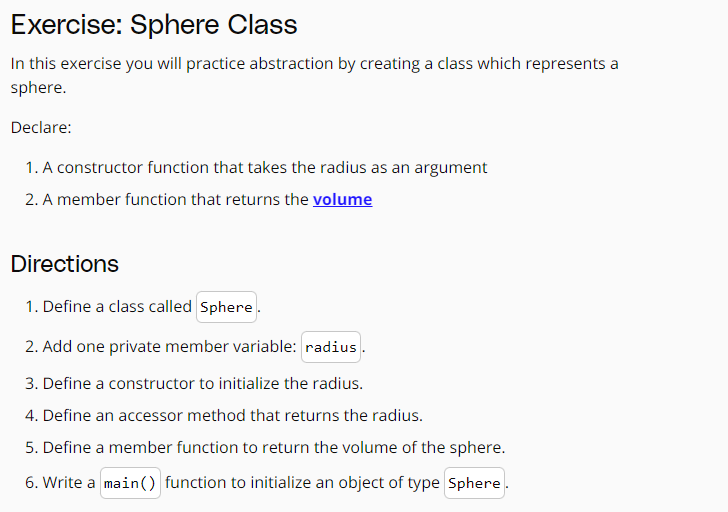 Exercise: Sphere Class
In this exercise you will practice abstraction by creating a class which represents a
sphere.
Declare:
1. A constructor function that takes the radius as an argument
2. A member function that returns the volume
Directions
1. Define a class called Sphere.
2. Add one private member variable: radius.
3. Define a constructor to initialize the radius.
4. Define an accessor method that returns the radius.
5. Define a member function to return the volume of the sphere.
6. Write a main() function to initialize an object of type Sphere.